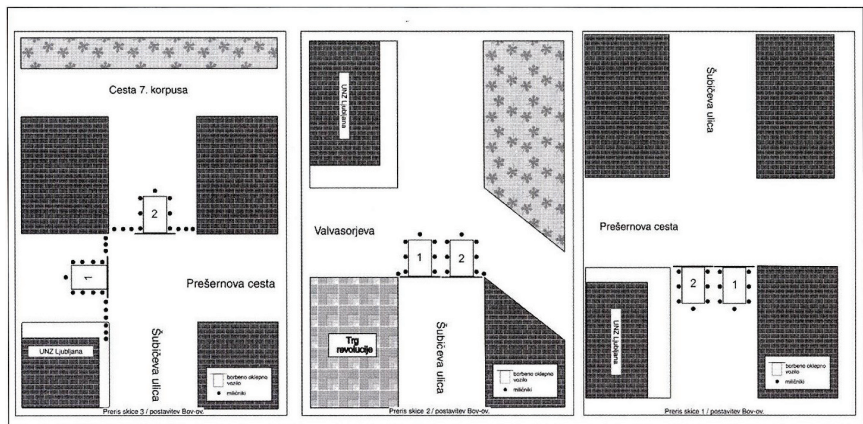 Cesta 7. korpusa
2
1
Prešernova cesta
UNZ Ljubljana
Šubičeva ulica
borbeno oklepno
vozilo
miličniki
Preris skice 3 / postavitev Bov-ov.
UNZ Ljubljana
Valvasorjeva
1
2
Trg
revolucije
Šubičeva ulica
borbeno oklepno
vozilo
miličniki
Preris skice 2 / postavitev Bov-ov.
Šubičeva ulica
Prešernova cesta
2
1
UNZ Ljubljana
borbeno oklepno
vozilo
miličniki
Preris skice 1 / postavitev Bov-ov.